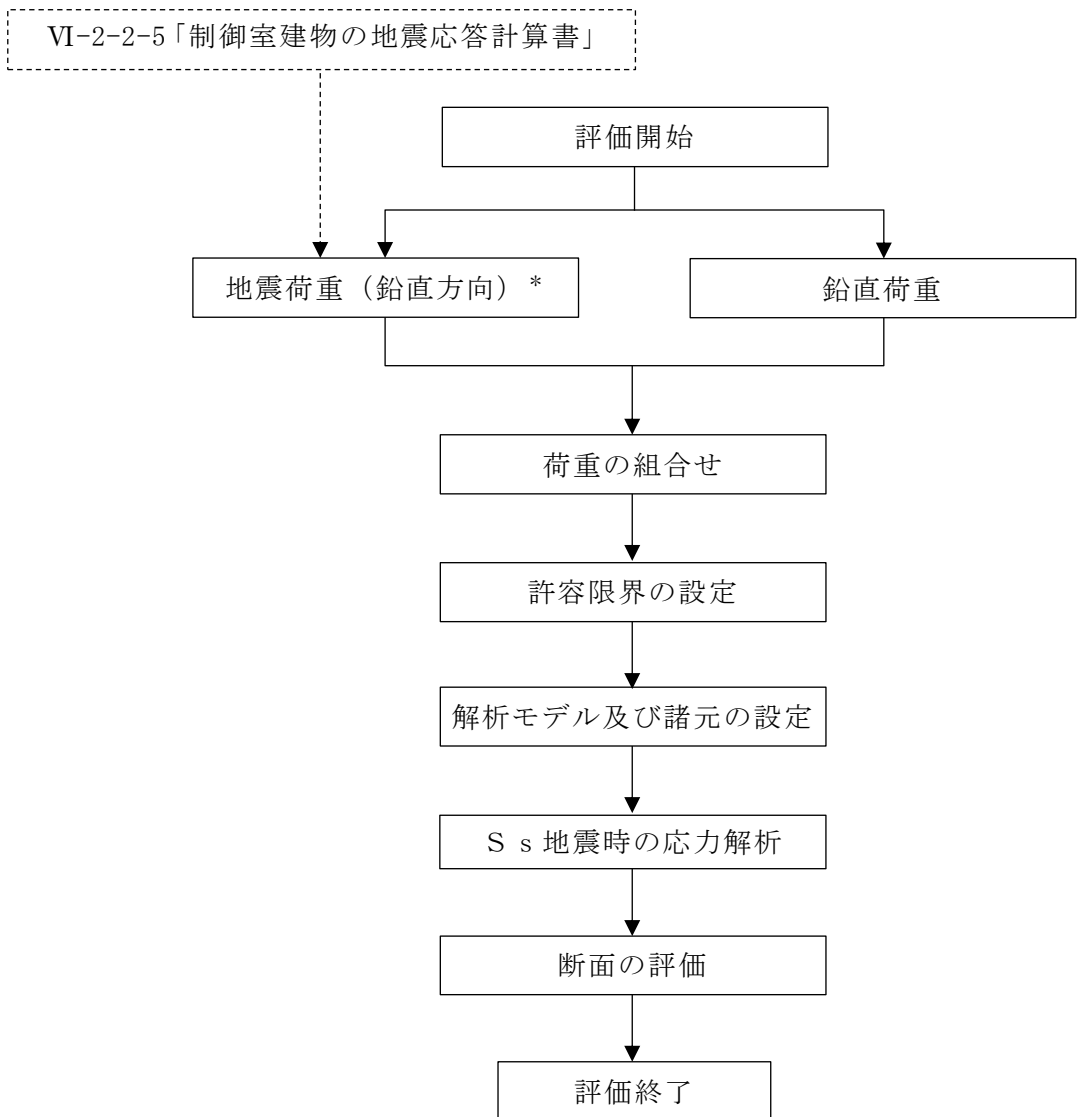 Ⅵ-2-2-5「制御室建物の地震応答計算書」
評価開始
地震荷重（鉛直方向）*
鉛直荷重
荷重の組合せ
許容限界の設定
解析モデル及び諸元の設定
Ｓｓ地震時の応力解析
断面の評価
評価終了